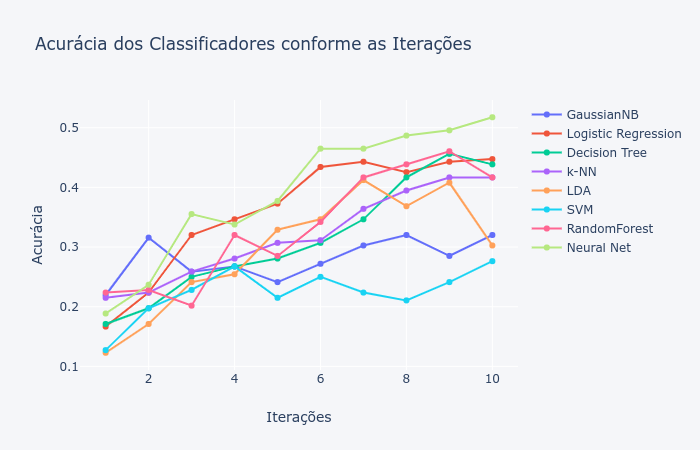 Acurácia dos Classificadores conforme as Iterações
GaussianNB
Logistic Regression
Decision Tree
k-NN
LDA
SVM
RandomForest
Neural Net
Acurácia
0.5
0.4
0.3
0.2
0.1
2 4 6 8 10
Iterações